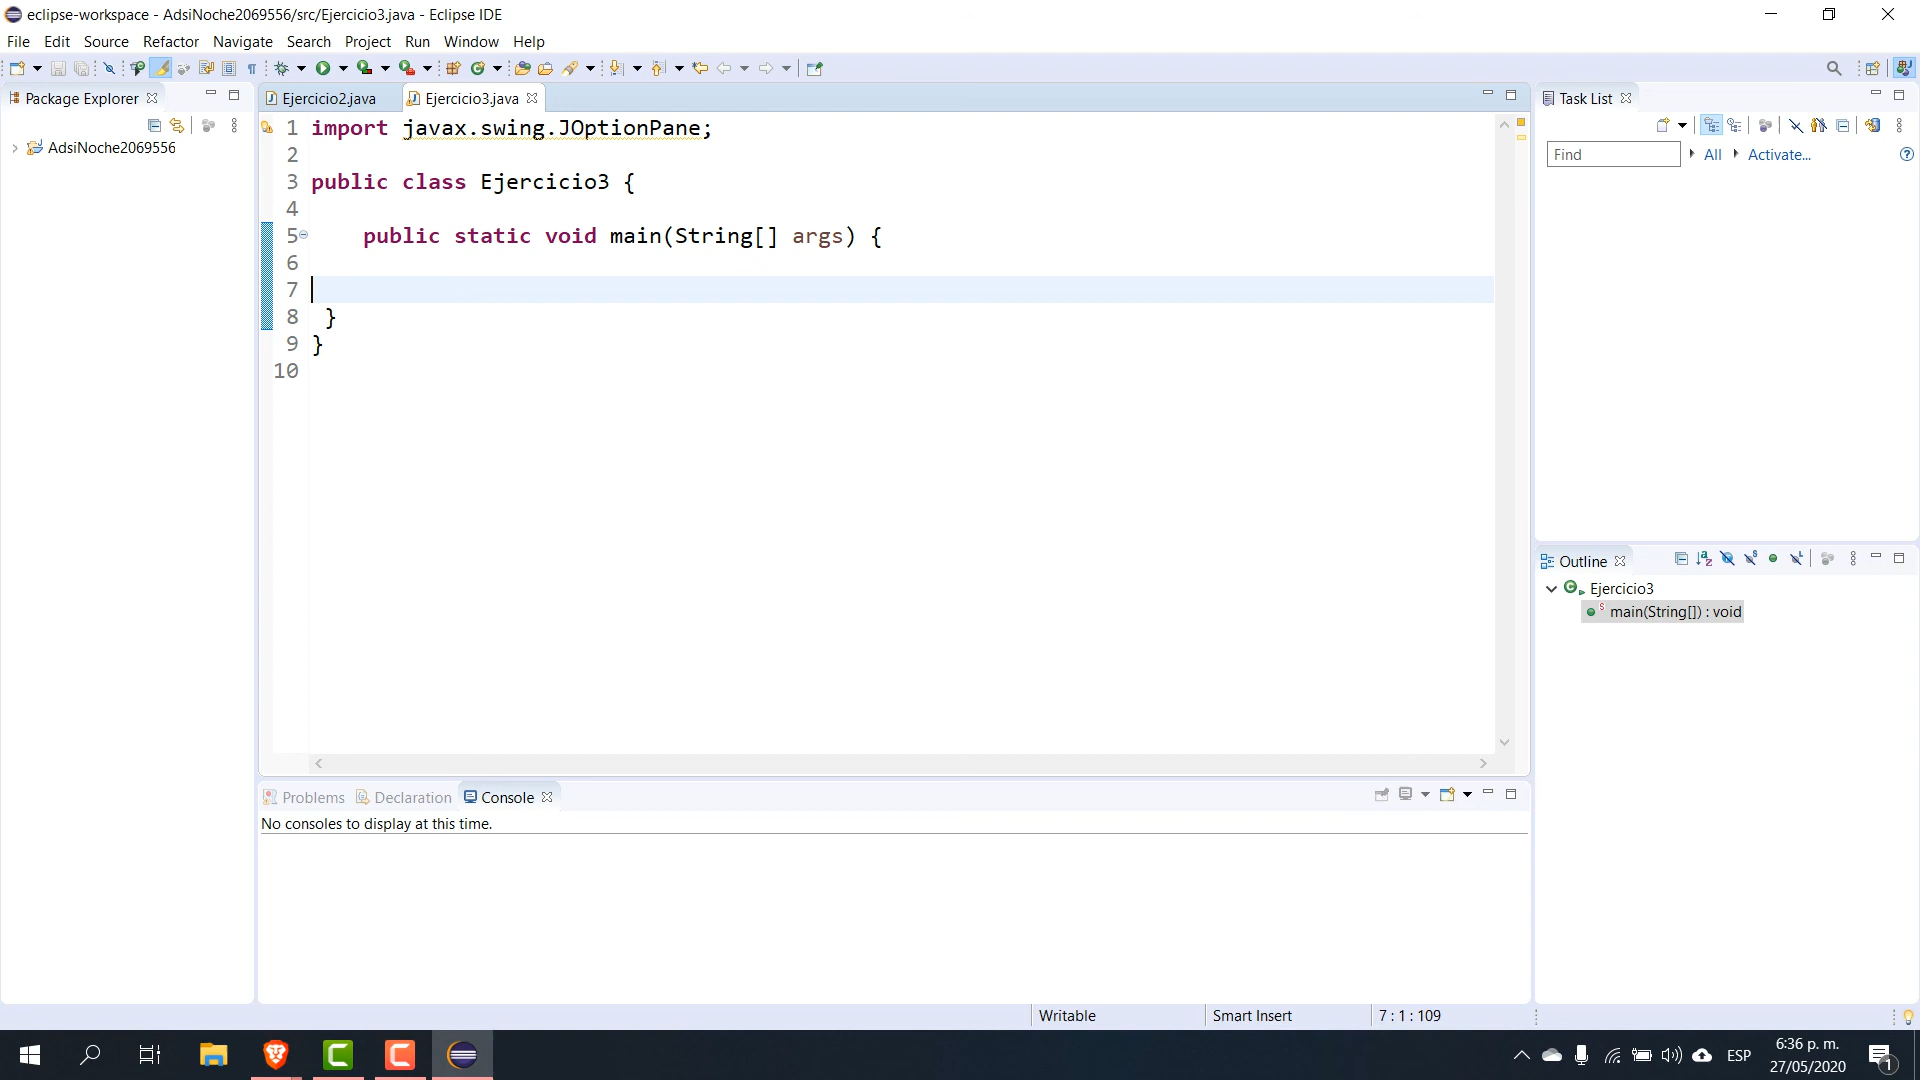 eclipse-workspace - AdsiNoche2069556/src/Ejercicio3.java - Eclipse IDE
File Edit Source Refactor Navigate Search Project Run Window Help
Package Explorer
AdsiNoche2069556
Ejercicio2.java
Ejercicio3.java
1 import javax.swing.JOptionPane;
2
3 public class Ejercicio3 {
4
5 public static void main(String[] args) {
6
7
8 }
9 }
10
Problems Declaration Console
No consoles to display at this time.
Task List
Find All Activate...
Outline
Ejercicio3
main(String[]) : void
Writable Smart Insert 7 : 1 : 109
ESP
6:36 p. m.
27/05/2020
1